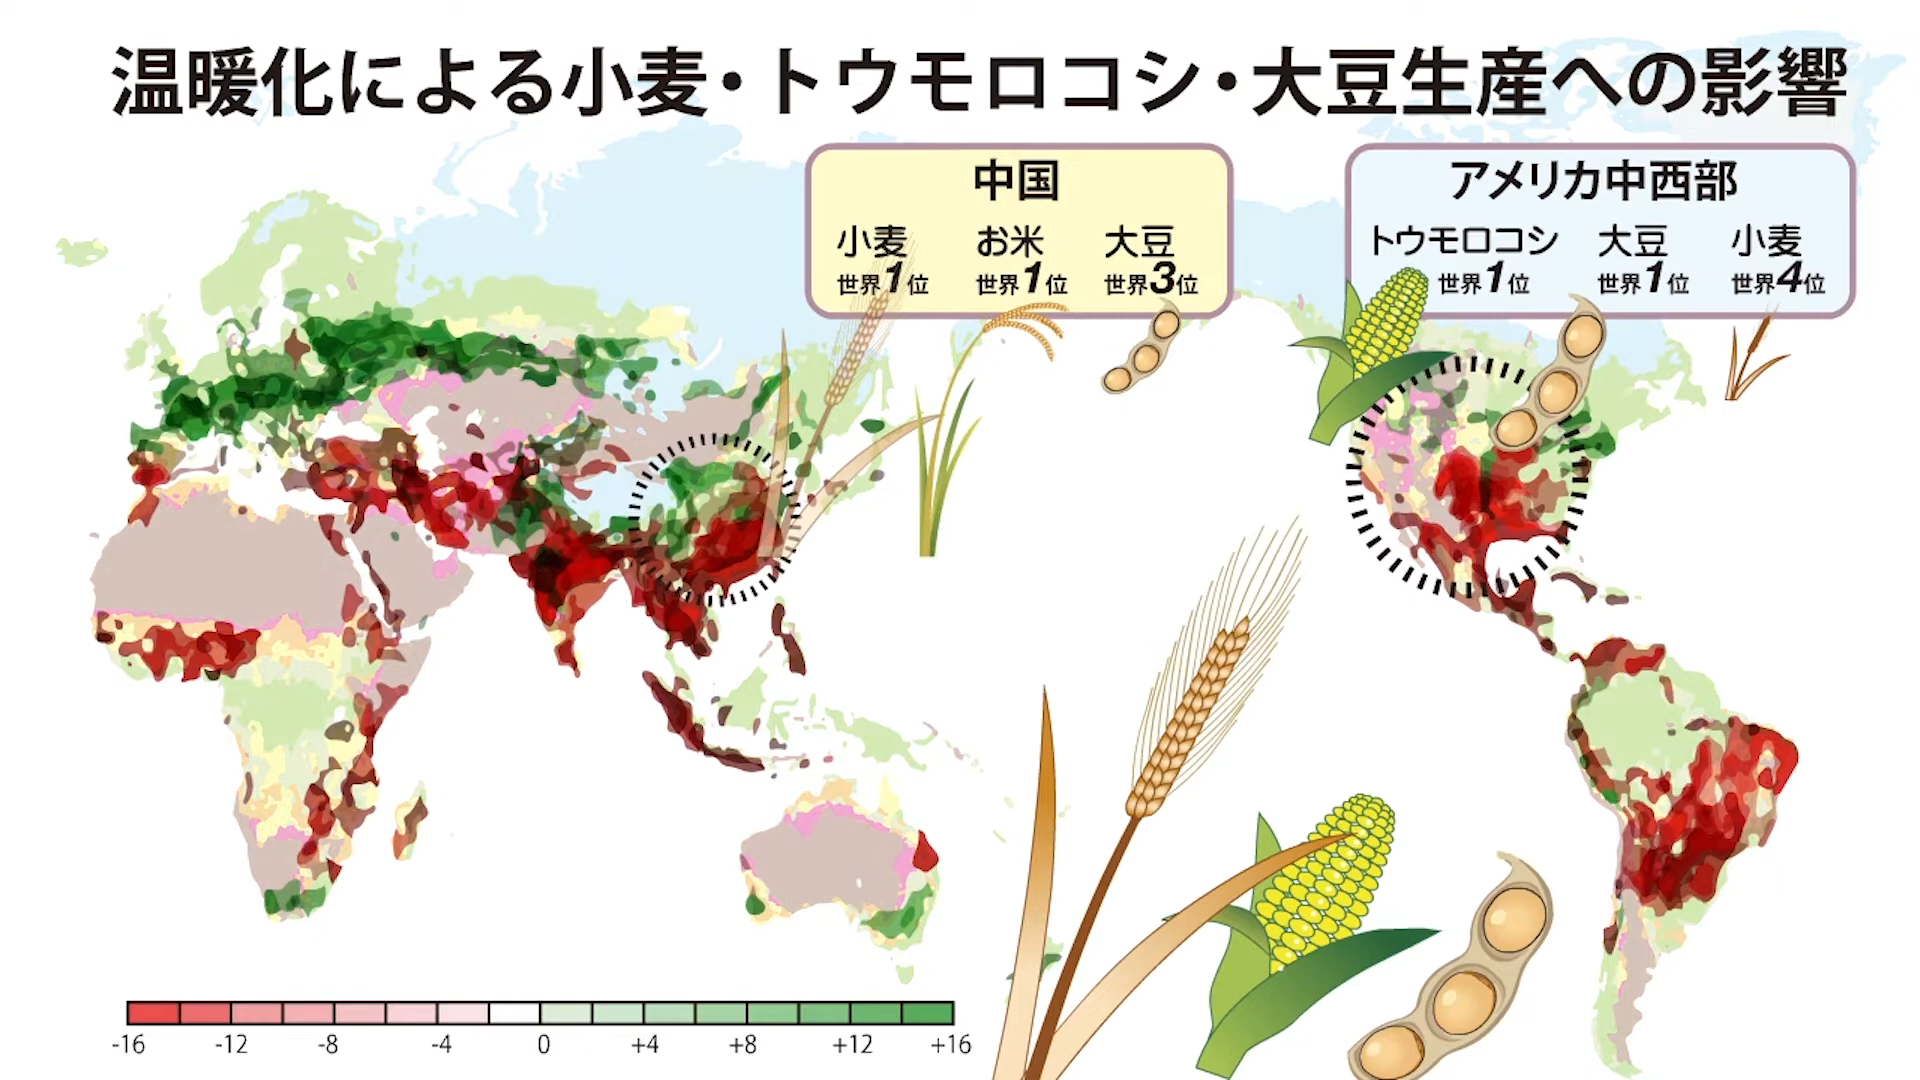 温暖化による小麦・トウモロコシ・大豆生産への影響
中国
小麦 お米 大豆
世界1位 世界1位 世界3位
アメリカ中西部
トウモロコシ 大豆 小麦
世界1位 世界1位 世界4位
-16 -12 -8 -4 0 +4 +8 +12 +16